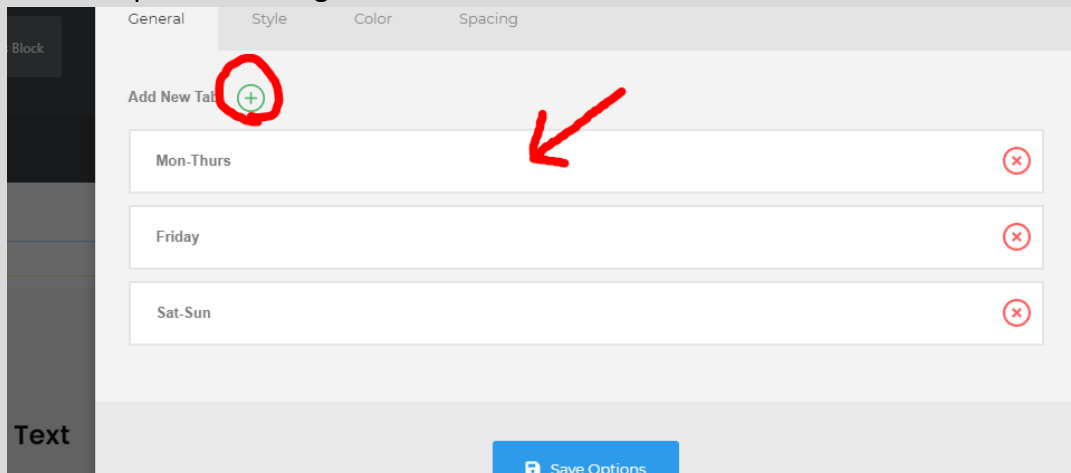 General Style Color Spacing
Block
Add New Tab
Mon-Thurs
Friday
Sat-Sun
Text
Save Options